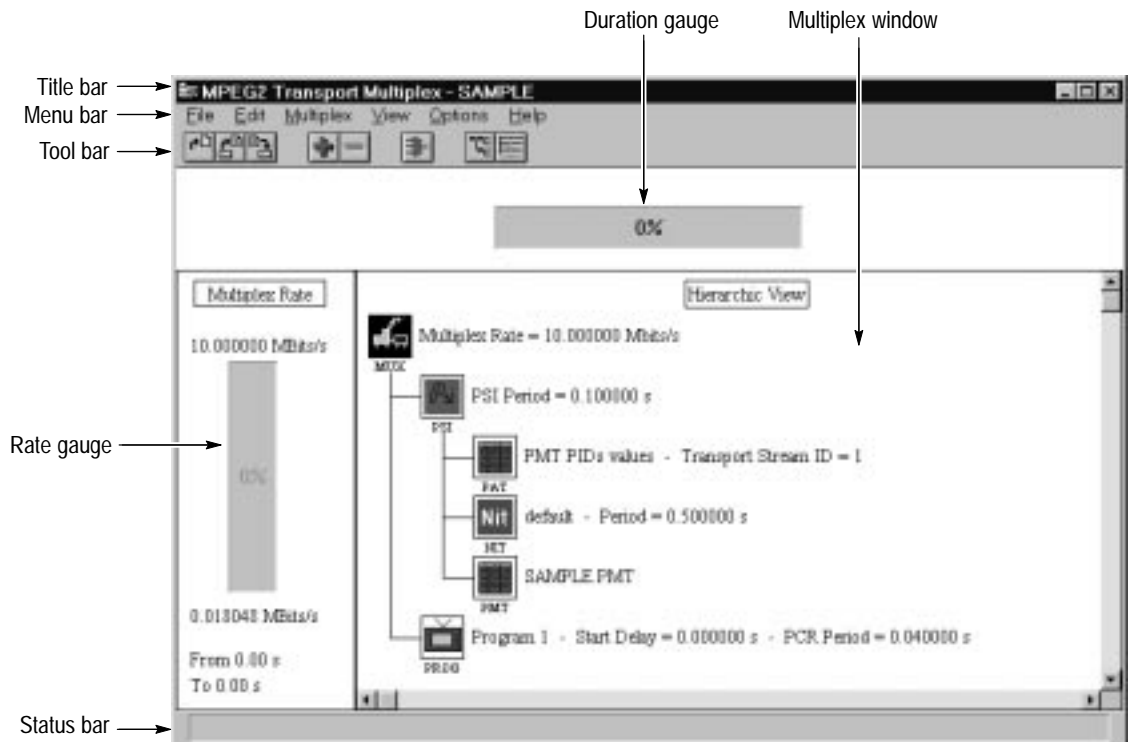 Duration gauge
Multiplex window
Title bar
MPEG2 Transport Multiplex - SAMPLE
Menu bar
File Edit Multiplex View Options Help
Tool bar
0%
Multiplex Rate
Hierarchic View
10.000000 MBits/s
Multiplex Rate = 10.000000 Mbits/s
MUX
PSI Period = 0.100000 s
PSI
Rate gauge
0%
PMT PIDs values - Transport Stream ID = 1
PAT
Nit
default - Period = 0.500000 s
NIT
SAMPLE PMT
PMT
0.018048 MBits/s
Program 1 - Start Delay = 0.000000 s - PCR Period = 0.040000 s
PROG
From 0.00 s
To 0.00 s
Status bar